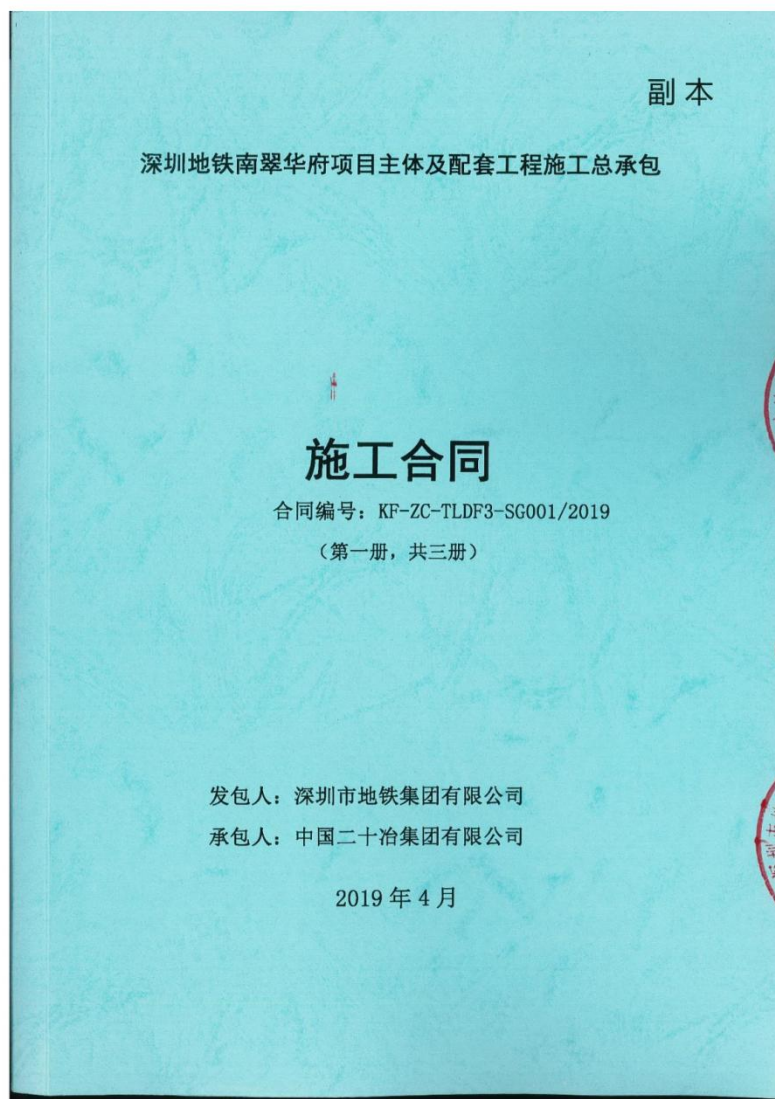 副本
深圳地铁南翠华府项目主体及配套工程施工总承包
施工合同
合同编号：KF-ZC-TLDF3-SG001/2019
（第一册，共三册）
发包人：深圳市地铁集团有限公司
承包人：中国二十冶集团有限公司
2019年4月